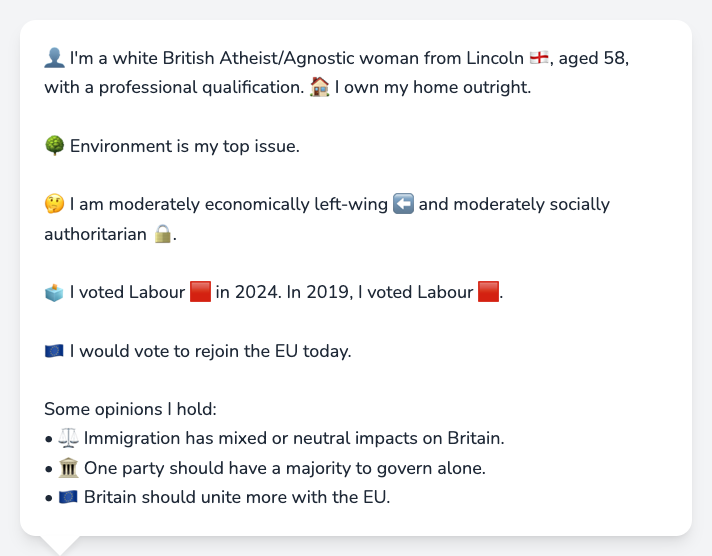 👤 I'm a white British Atheist/Agnostic woman from Lincoln 🏴󠁧󠁢󠁥󠁮󠁧󠁿, aged 58,
with a professional qualification. 🏠 I own my home outright.
🌳 Environment is my top issue.
🤔 I am moderately economically left-wing ⬅️ and moderately socially
authoritarian 🔒.
🗳️ I voted Labour 🟥 in 2024. In 2019, I voted Labour 🟥.
🇪🇺 I would vote to rejoin the EU today.
Some opinions I hold:
• ⚖️ Immigration has mixed or neutral impacts on Britain.
• 🏛️ One party should have a majority to govern alone.
• 🇪🇺 Britain should unite more with the EU.